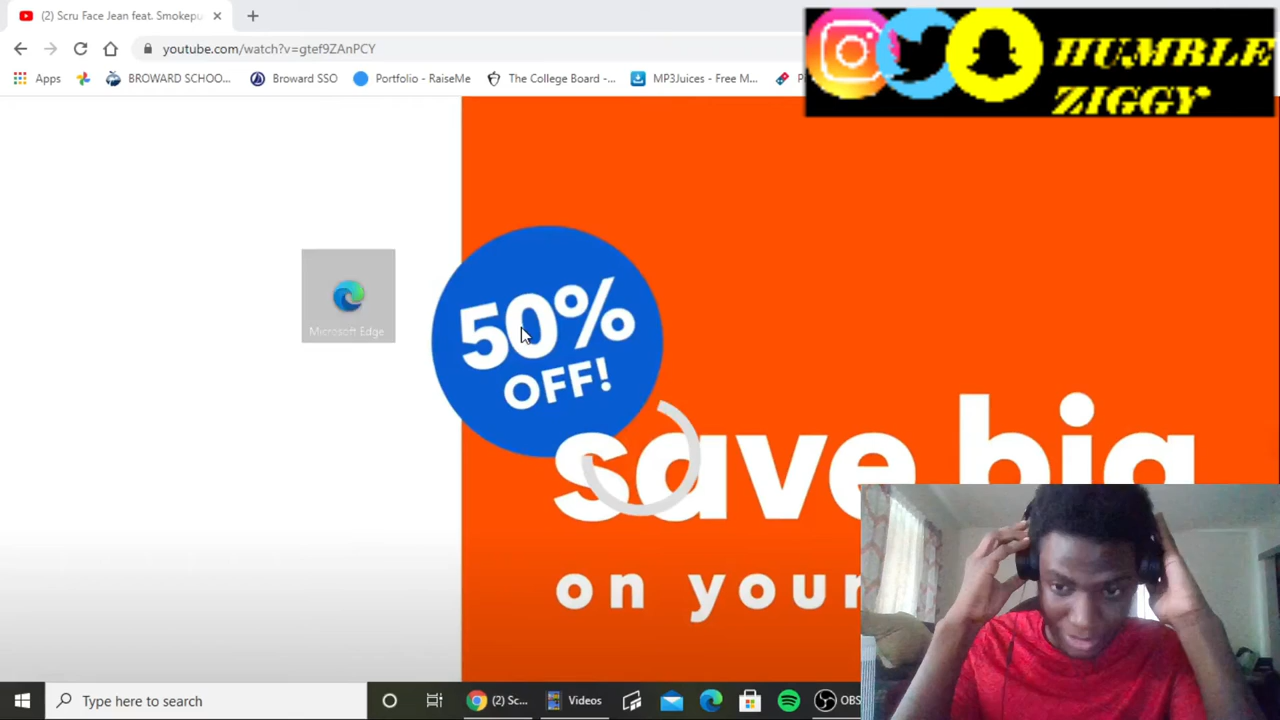 (2) Scru Face Jean feat. Smokepu
youtube.com/watch?v=gtef9ZAnPCY
Apps
BROWARD SCHOO...
Broward SSO
Portfolio - RaiseMe
The College Board -...
MP3Juices - Free M...
HUMBLE
ZIGGY
Microsoft Edge
50%
OFF!
save big
on your
Type here to search
(2) Sc...
Videos
OBS